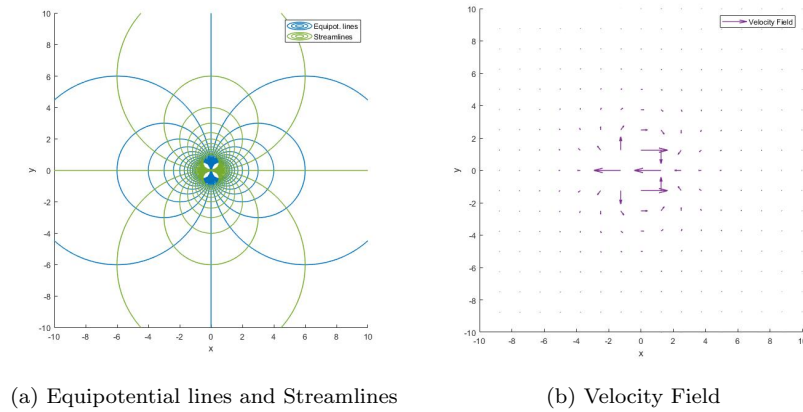 Equipot. lines
Streamlines
10
8
6
4
2
0
-2
-4
-6
-8
-10
y
-10 -8 -6 -4 -2 0 2 4 6 8 10
x
Velocity Field
10
8
6
4
2
0
-2
-4
-6
-8
-10
y
-10 -8 -6 -4 -2 0 2 4 6 8 10
x
(a) Equipotential lines and Streamlines
(b) Velocity Field